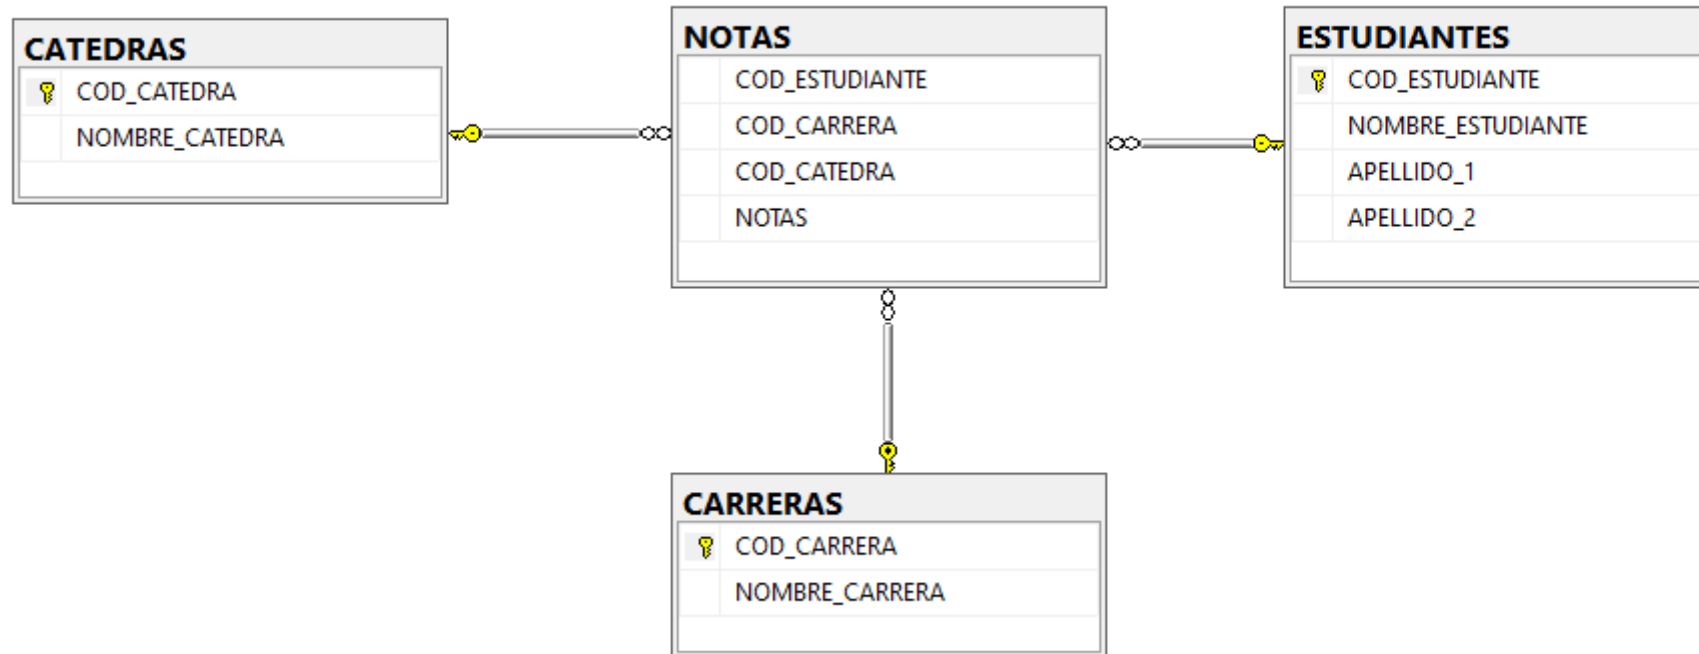 CATEDRAS
COD_CATEDRA
NOMBRE_CATEDRA
NOTAS
COD_ESTUDIANTE
COD_CARRERA
COD_CATEDRA
NOTAS
ESTUDIANTES
COD_ESTUDIANTE
NOMBRE_ESTUDIANTE
APELLIDO_1
APELLIDO_2
CARRERAS
COD_CARRERA
NOMBRE_CARRERA